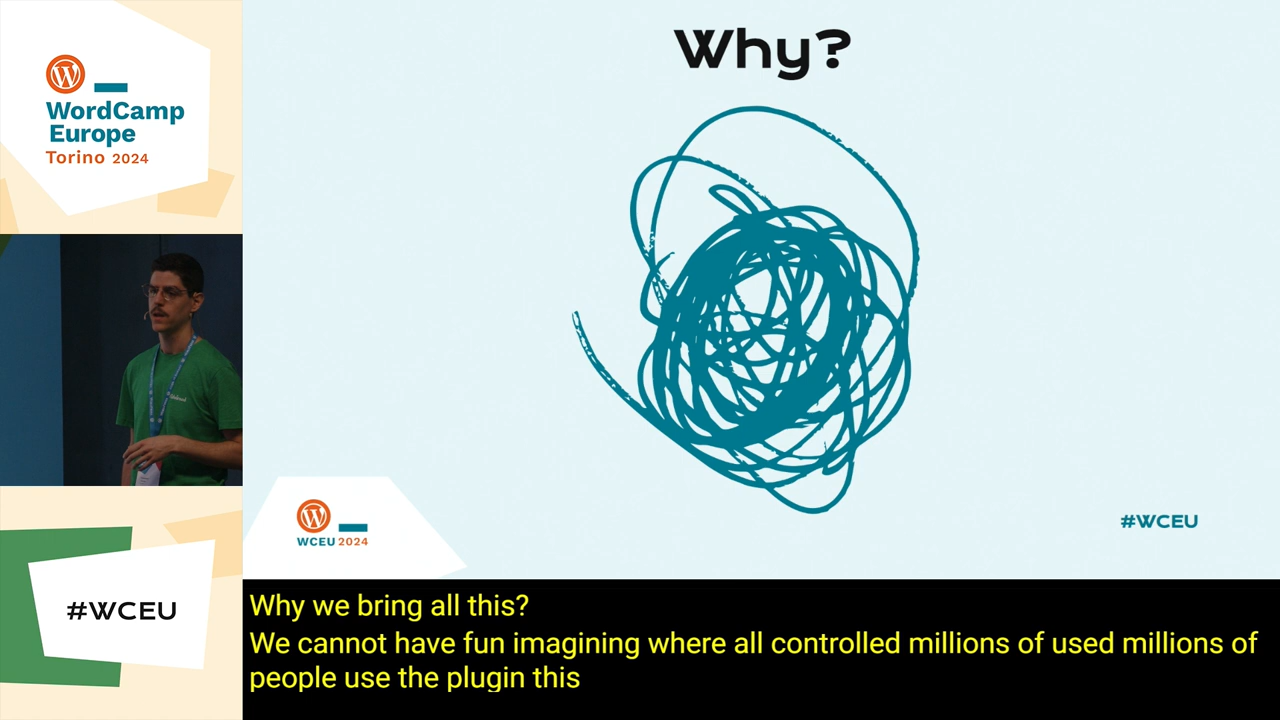 WordCamp
Europe
Torino 2024
#WCEU
Why?
WCEU 2024
#WCEU
Why we bring all this?
We cannot have fun imagining where all controlled millions of used millions of
people use the plugin this